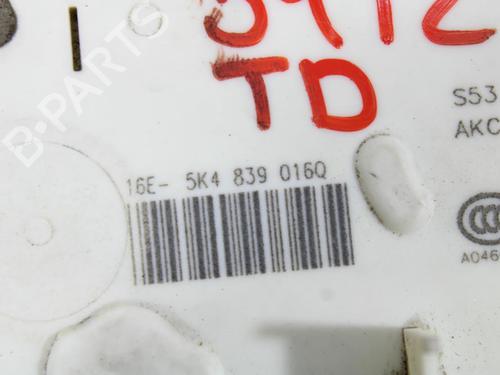 TD
S53
AKC
16E- 5K4 839 016Q
A046
B-PARTS